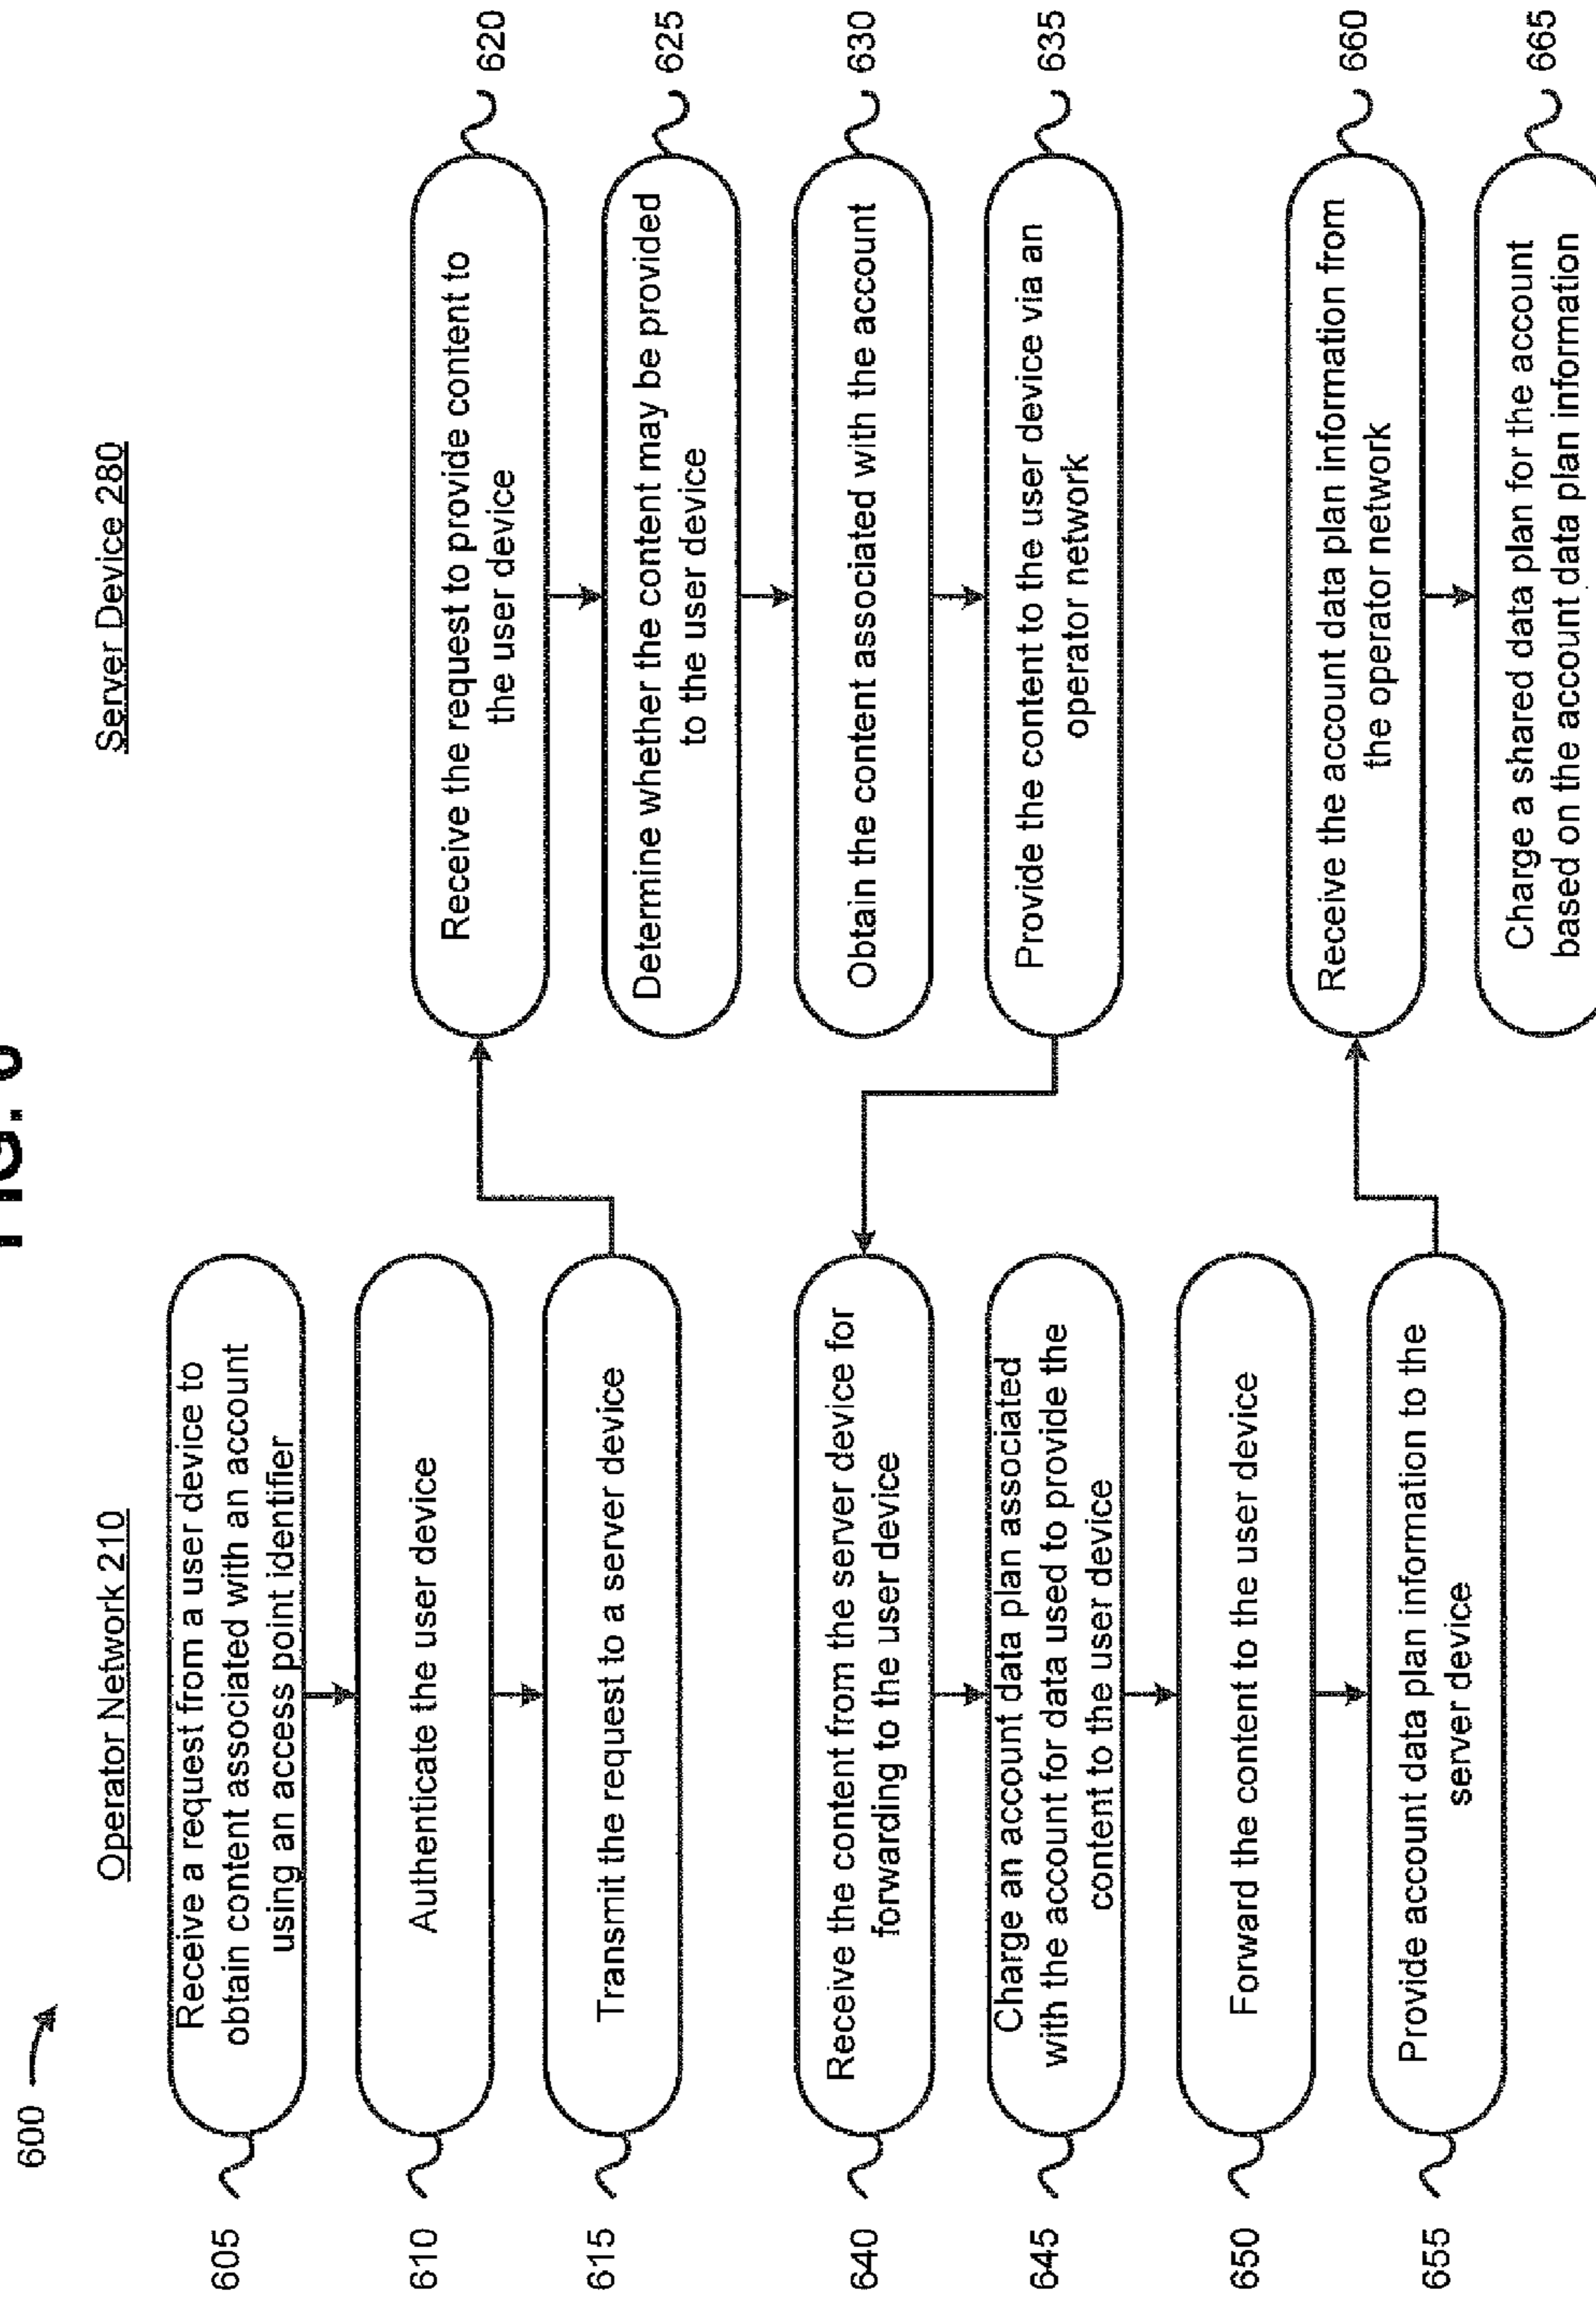 600
Operator Network 210
Server Device 280
605
Receive a request from a user device to
obtain content associated with an account
using an access point identifier
610
Authenticate the user device
615
Transmit the request to a server device
Receive the request to provide content to
the user device
620
Determine whether the content may be provided
to the user device
625
Obtain the content associated with the account
630
Provide the content to the user device via an
operator network
635
640
Receive the content from the server device for
forwarding to the user device
645
Charge an account data plan associated
with the account for data used to provide the
content to the user device
650
Forward the content to the user device
655
Provide account data plan information to the
server device
Receive the account data plan information from
the operator network
660
Charge a shared data plan for the account
based on the account data plan information
665